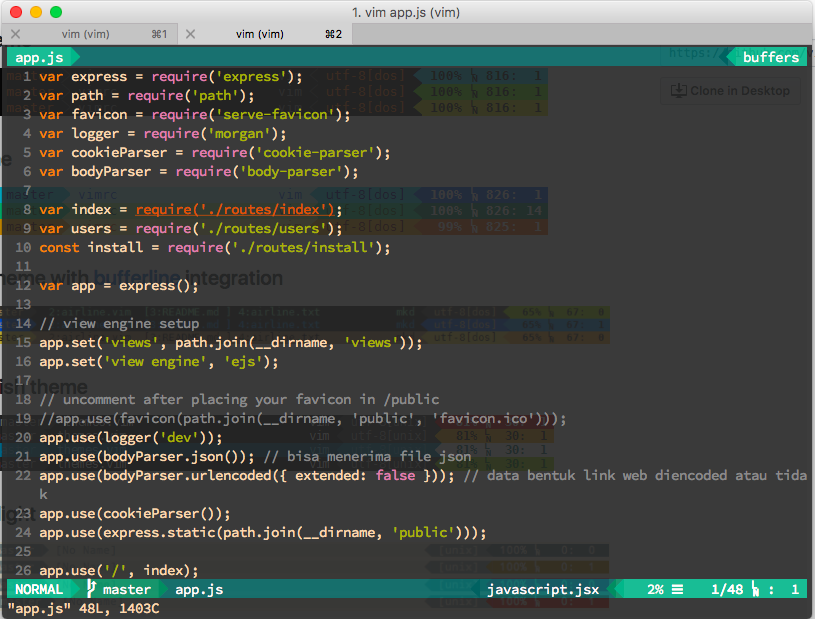 1. vim app.js (vim)
vim (vim) ⌘1 vim (vim) ⌘2
app.js buffers
1 var express = require('express');
2 var path = require('path');
3 var favicon = require('serve-favicon');
4 var logger = require('morgan');
5 var cookieParser = require('cookie-parser');
6 var bodyParser = require('body-parser');
7
8 var index = require('./routes/index');
9 var users = require('./routes/users');
10 const install = require('./routes/install');
11
12 var app = express();
13
14 // view engine setup
15 app.set('views', path.join(__dirname, 'views'));
16 app.set('view engine', 'ejs');
17
18 // uncomment after placing your favicon in /public
19 //app.use(favicon(path.join(__dirname, 'public', 'favicon.ico')));
20 app.use(logger('dev'));
21 app.use(bodyParser.json()); // bisa menerima file json
22 app.use(bodyParser.urlencoded({ extended: false })); // data bentuk link web diencoded atau tida
k
23 app.use(cookieParser());
24 app.use(express.static(path.join(__dirname, 'public')));
25
26 app.use('/', index);
NORMAL master app.js javascript.jsx 2% ☰ 1/48 : 1
"app.js" 48L, 1403C
https://
Clone in Desktop
with bufferline integration
theme